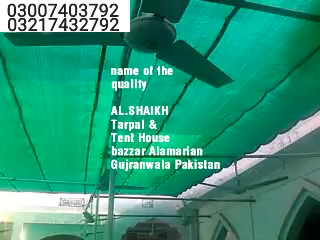 03007403792
03217432792
name of the
quality
AL.SHAIKH
Tarpal &
Tent House
bazzar Alamarian
Gujranwala Pakistan